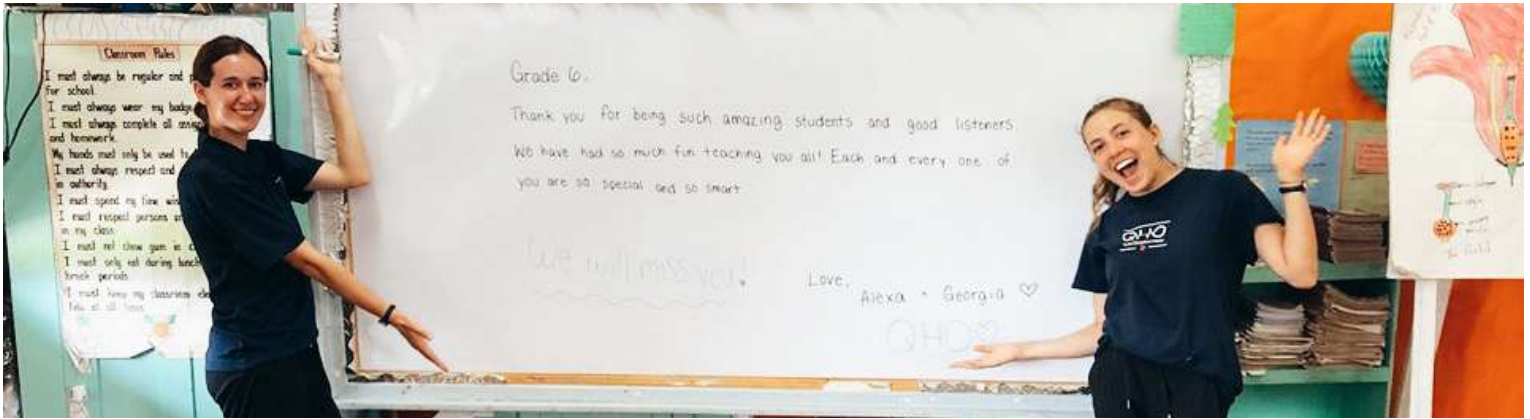 Classroom Rules
I must always be regular and
for school.
I must always wear my badge
I must always complete all
and homework.
My hands must only be used to
I must always respect and
in authority.
I must spend my time
I must respect persons
in my class.
I must not chew gum in
I must only eat during lunch
break periods.
I must keep my classroom
at all times.
Grade 6.
Thank you for being such amazing students and good listeners
We have had so much fun teaching you all! Each and every one of
you are so special and so smart
We will miss you!
Love,
Alexa + Georgia ♡
QHO♡
QHO